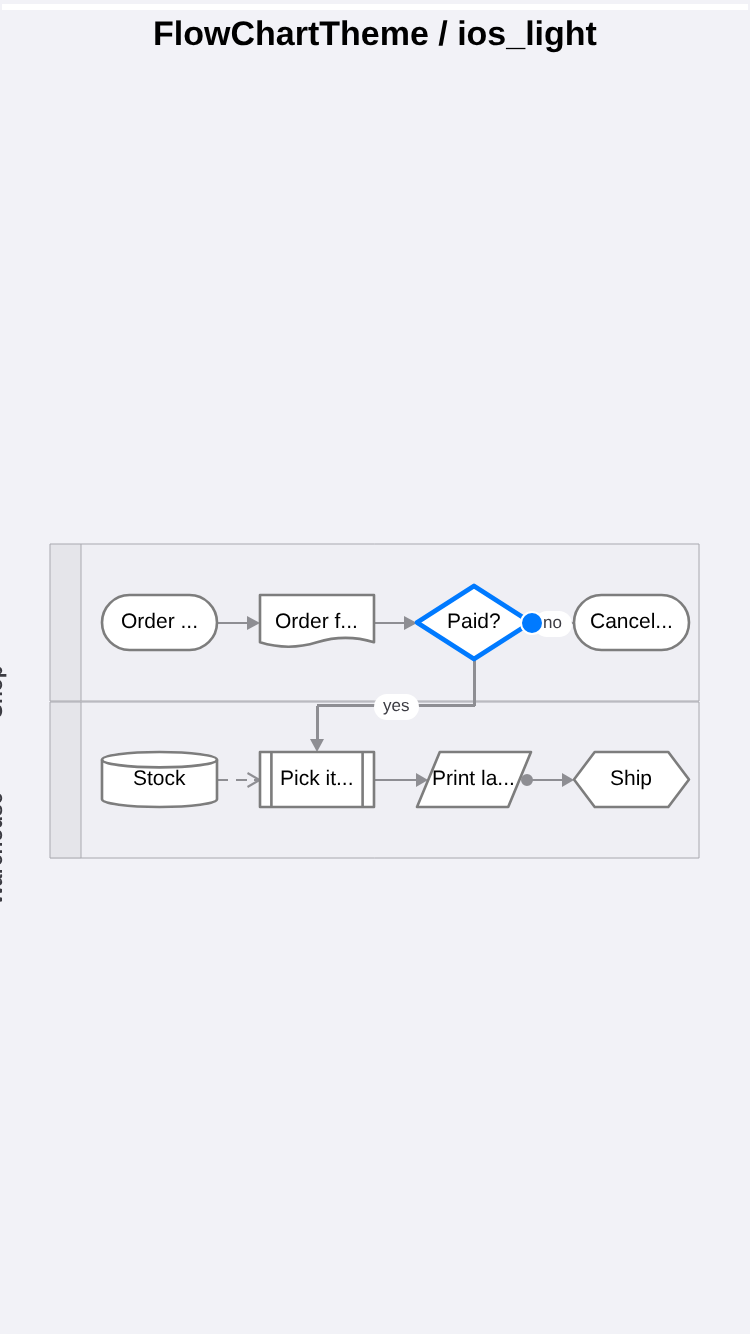 FlowChartTheme / ios_light
Order ...
Order f...
Paid?
no
Cancel...
yes
Stock
Pick it...
Print la...
Ship